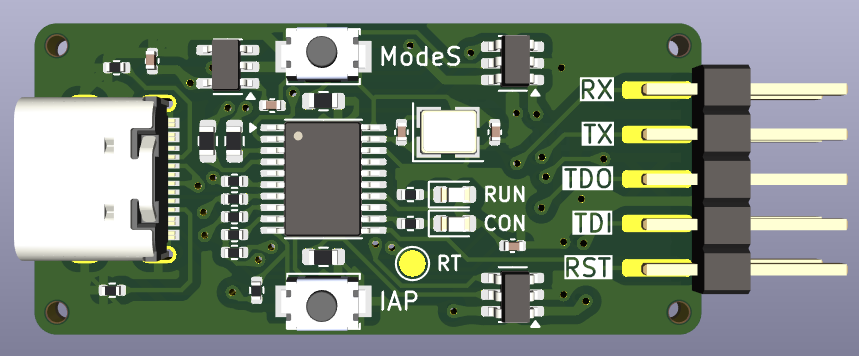 ModeS
RX
TX
TDO
RUN
TDI
CON
RT
RST
IAP